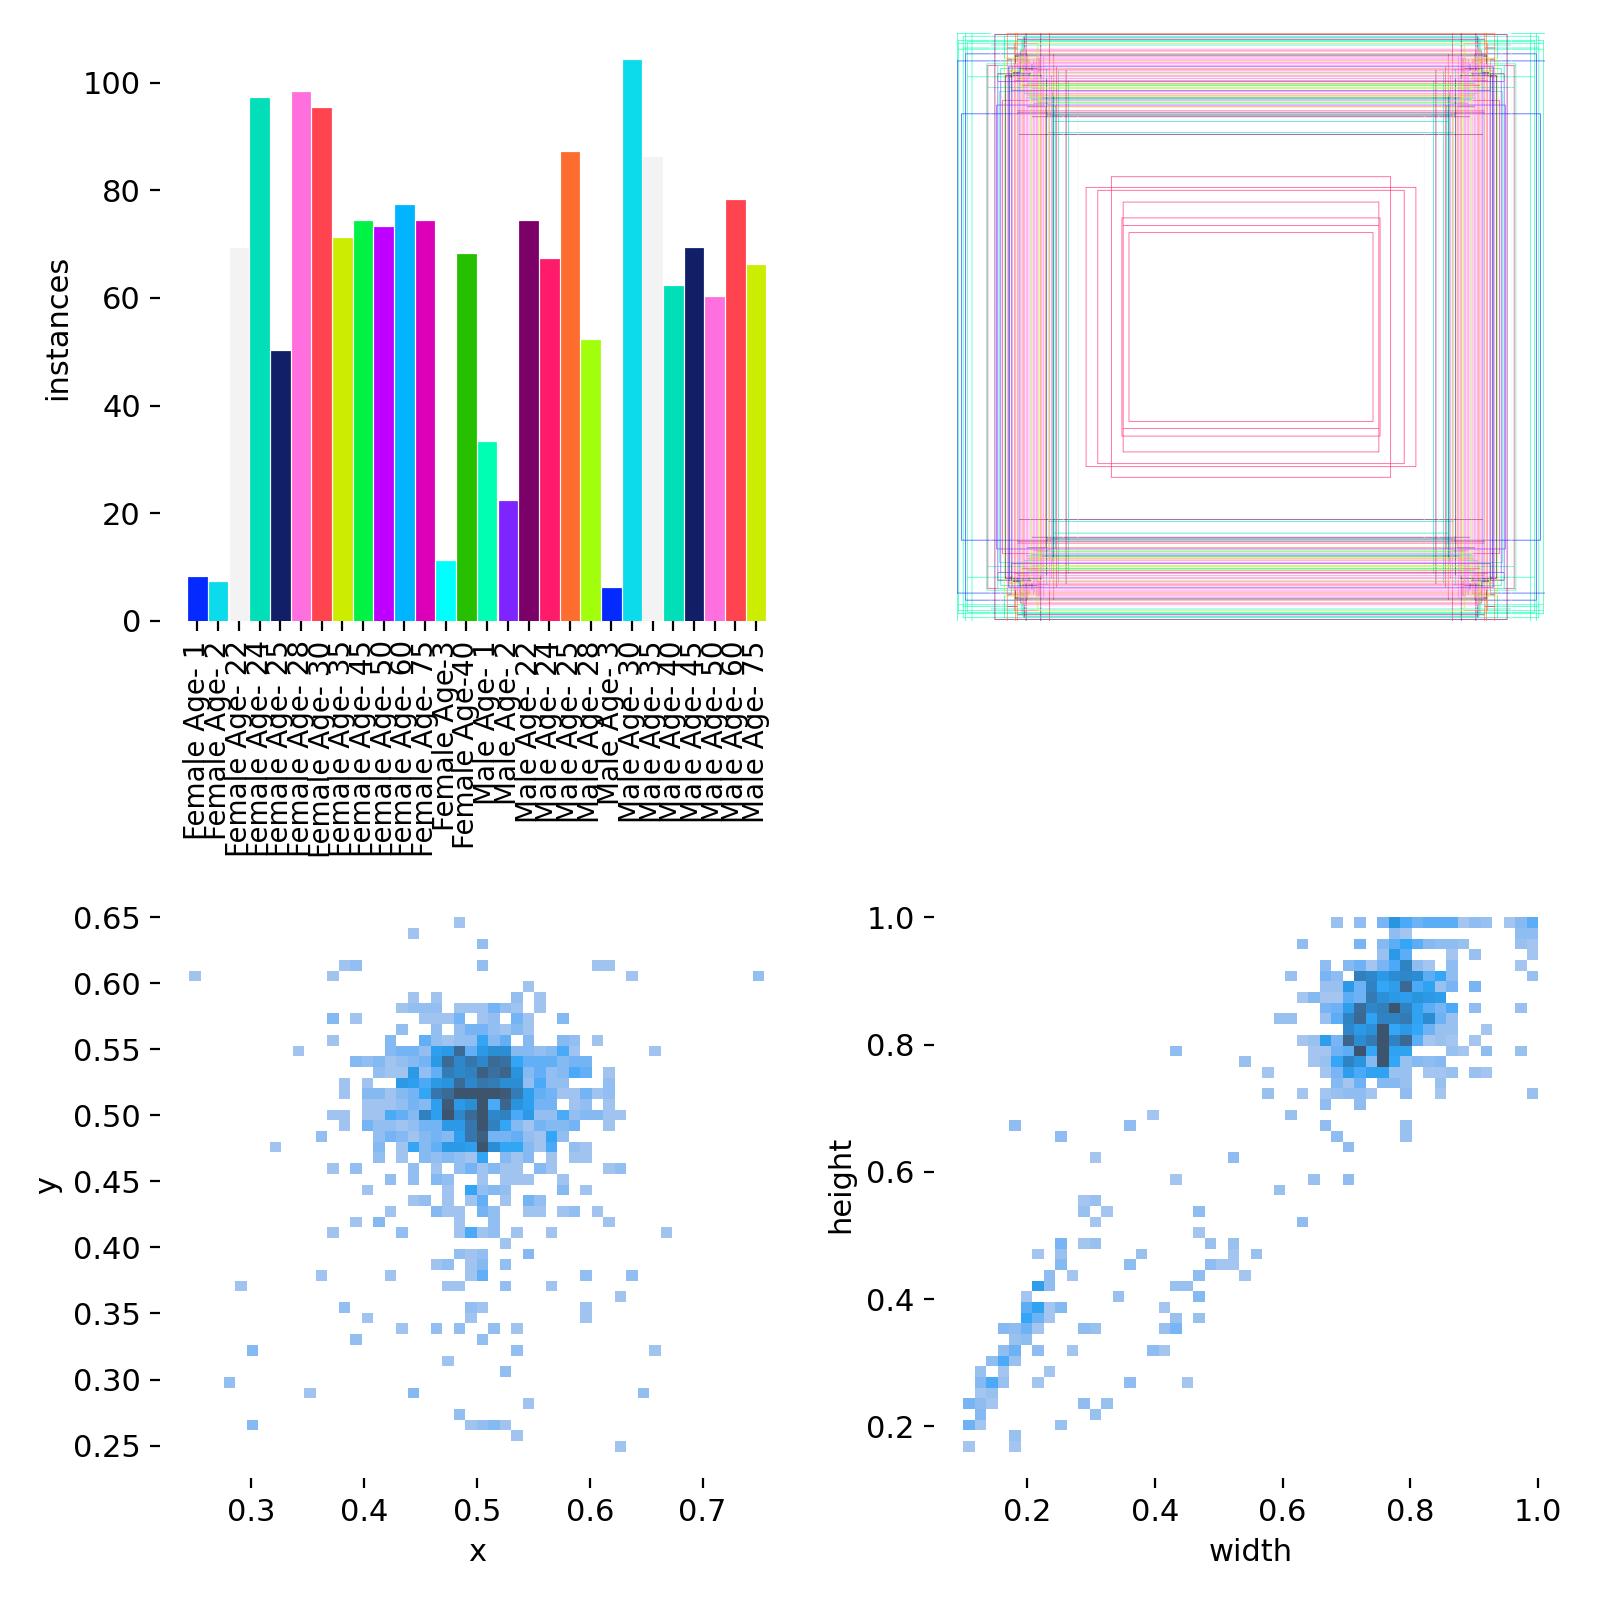 instances
100
80
60
40
20
0
Female Age- 1
Female Age- 2
Female Age- 22
Female Age- 24
Female Age- 25
Female Age- 28
Female Age- 30
Female Age- 35
Female Age- 45
Female Age- 50
Female Age- 60
Female Age- 75
Female Age-3
Female Age-40
Male Age- 1
Male Age- 2
Male Age- 22
Male Age- 24
Male Age- 25
Male Age- 28
Male Age- 3
Male Age- 30
Male Age- 35
Male Age- 40
Male Age- 45
Male Age- 50
Male Age- 60
Male Age- 75
y
0.65
0.60
0.55
0.50
0.45
0.40
0.35
0.30
0.25
0.3 0.4 0.5 0.6 0.7
x
height
1.0
0.8
0.6
0.4
0.2
0.2 0.4 0.6 0.8 1.0
width